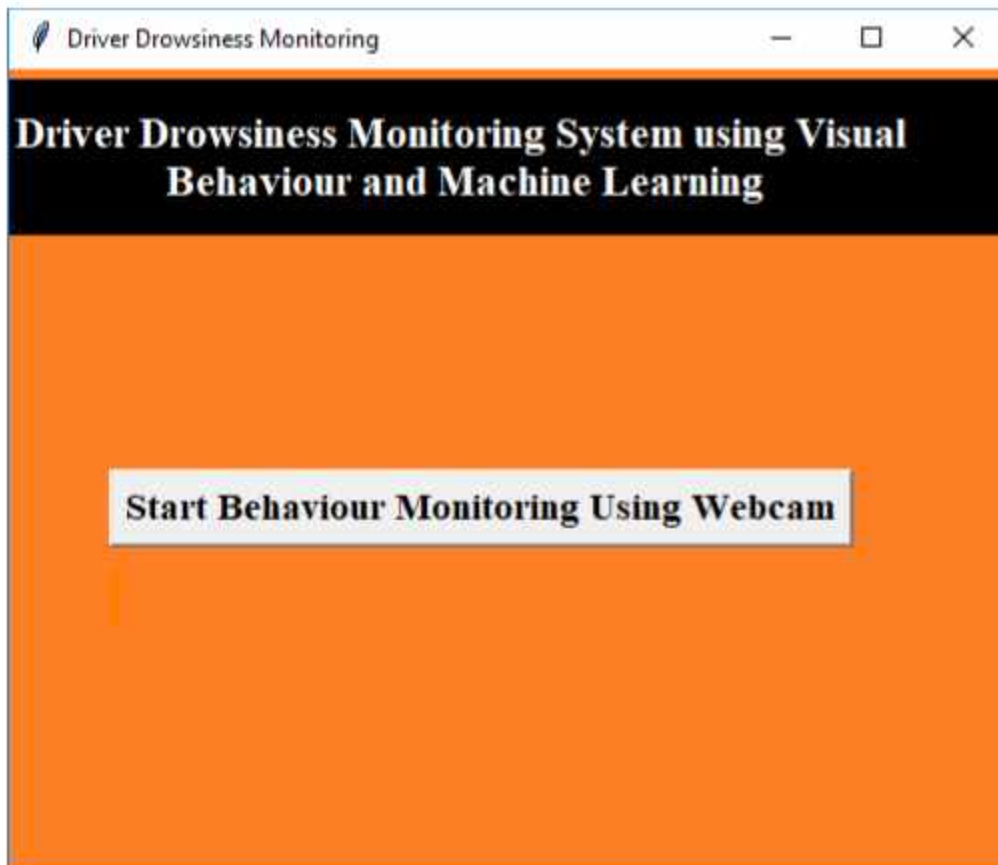 Driver Drowsiness Monitoring
Driver Drowsiness Monitoring System using Visual
Behaviour and Machine Learning
Start Behaviour Monitoring Using Webcam